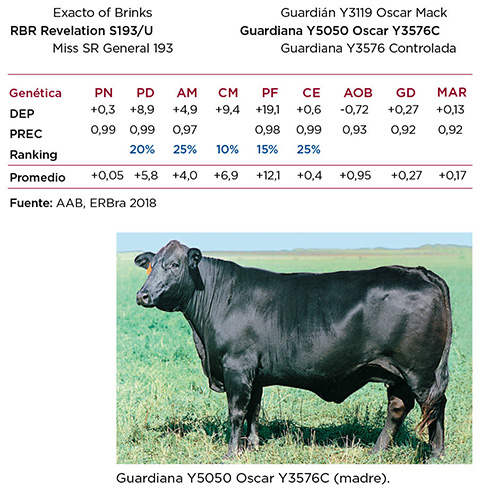 Exacto of Brinks Guardián Y3119 Oscar Mack
RBR Revelation S193/U Guardiana Y5050 Oscar Y3576C
Miss SR General 193 Guardiana Y3576 Controlada
Genética PN PD AM CM PF CE AOB GD MAR
DEP +0,3 +8,9 +4,9 +9,4 +19,1 +0,6 -0,72 +0,27 +0,13
PREC 0,99 0,99 0,97 0,98 0,99 0,93 0,92 0,92
Ranking 20% 25% 10% 15% 25%
Promedio +0,05 +5,8 +4,0 +6,9 +12,1 +0,4 +0,95 +0,27 +0,17
Fuente: AAB, ERBra 2018
Guardiana Y5050 Oscar Y3576C (madre).